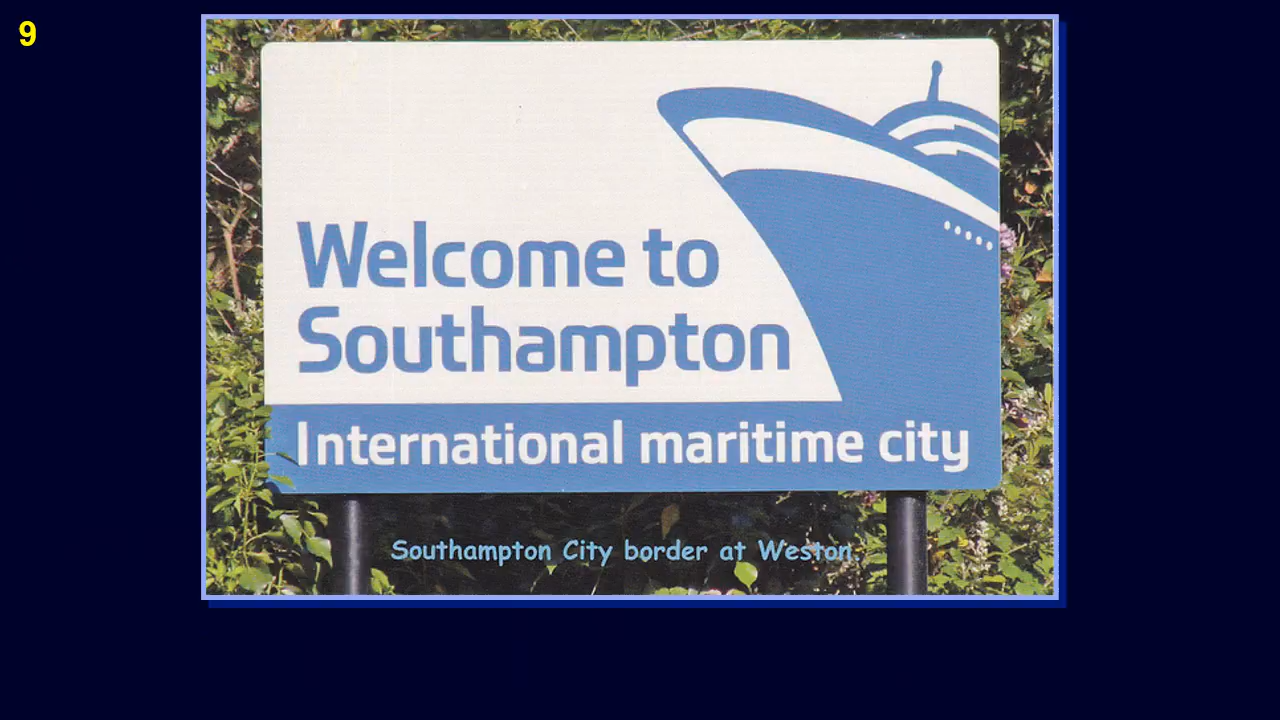 9
Welcome to
Southampton
International maritime city
Southampton City border at Weston.